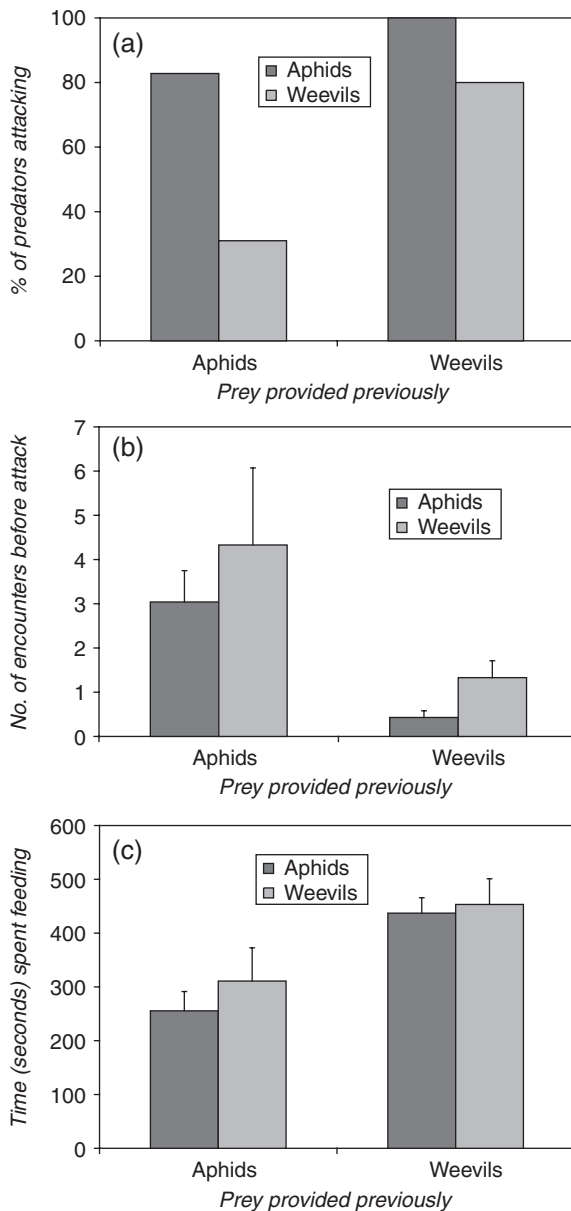 (a)
% of predators attacking
100
80
60
40
20
0
Aphids
Weevils
Aphids Weevils
Prey provided previously
(b)
No. of encounters before attack
7
6
5
4
3
2
1
0
Aphids
Weevils
Aphids Weevils
Prey provided previously
(c)
Time (seconds) spent feeding
600
500
400
300
200
100
0
Aphids
Weevils
Aphids Weevils
Prey provided previously